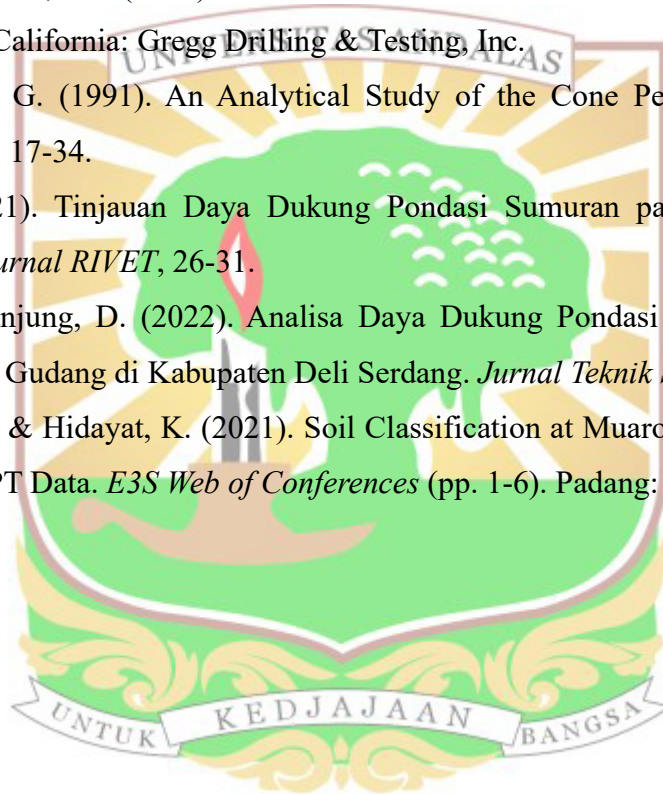 California: Gregg Drilling & Testing, Inc.
UNIVERSITAS ANDALAS
G. (1991). An Analytical Study of the Cone Pe
17-34.
21). Tinjauan Daya Dukung Pondasi Sumuran pa
urnal RIVET, 26-31.
njung, D. (2022). Analisa Daya Dukung Pondasi
Gudang di Kabupaten Deli Serdang. Jurnal Teknik
& Hidayat, K. (2021). Soil Classification at Muaro
PT Data. E3S Web of Conferences (pp. 1-6). Padang:
UNTUK KEDJAJAAN BANGSA